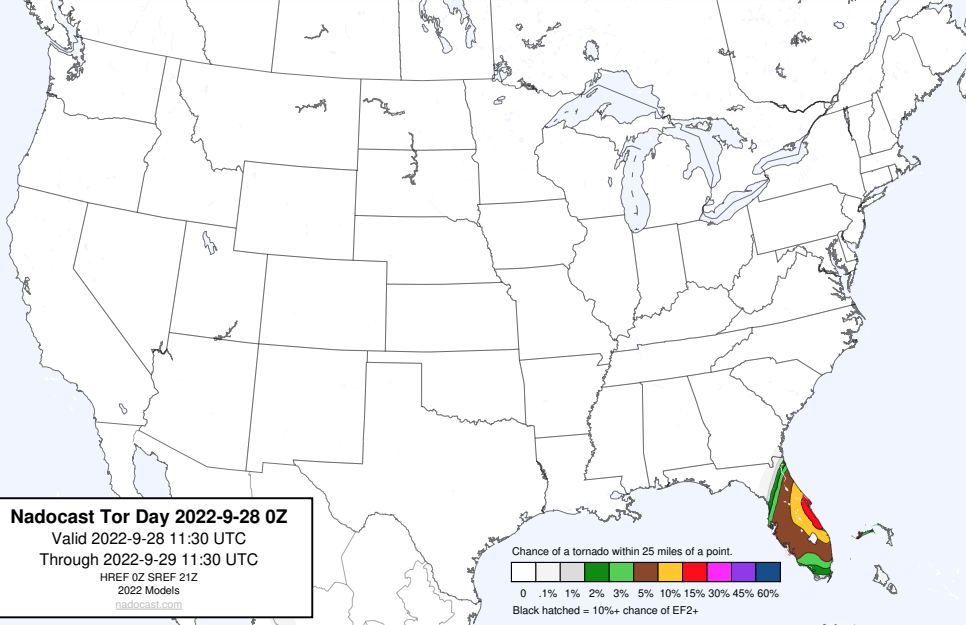 Nadocast Tor Day 2022-9-28 0Z
Valid 2022-9-28 11:30 UTC
Through 2022-9-29 11:30 UTC
HREF 0Z SREF 21Z
2022 Models
nadocast.com
Chance of a tornado within 25 miles of a point.
0 .1% 1% 2% 3% 5% 10% 15% 30% 45% 60%
Black hatched = 10%+ chance of EF2+